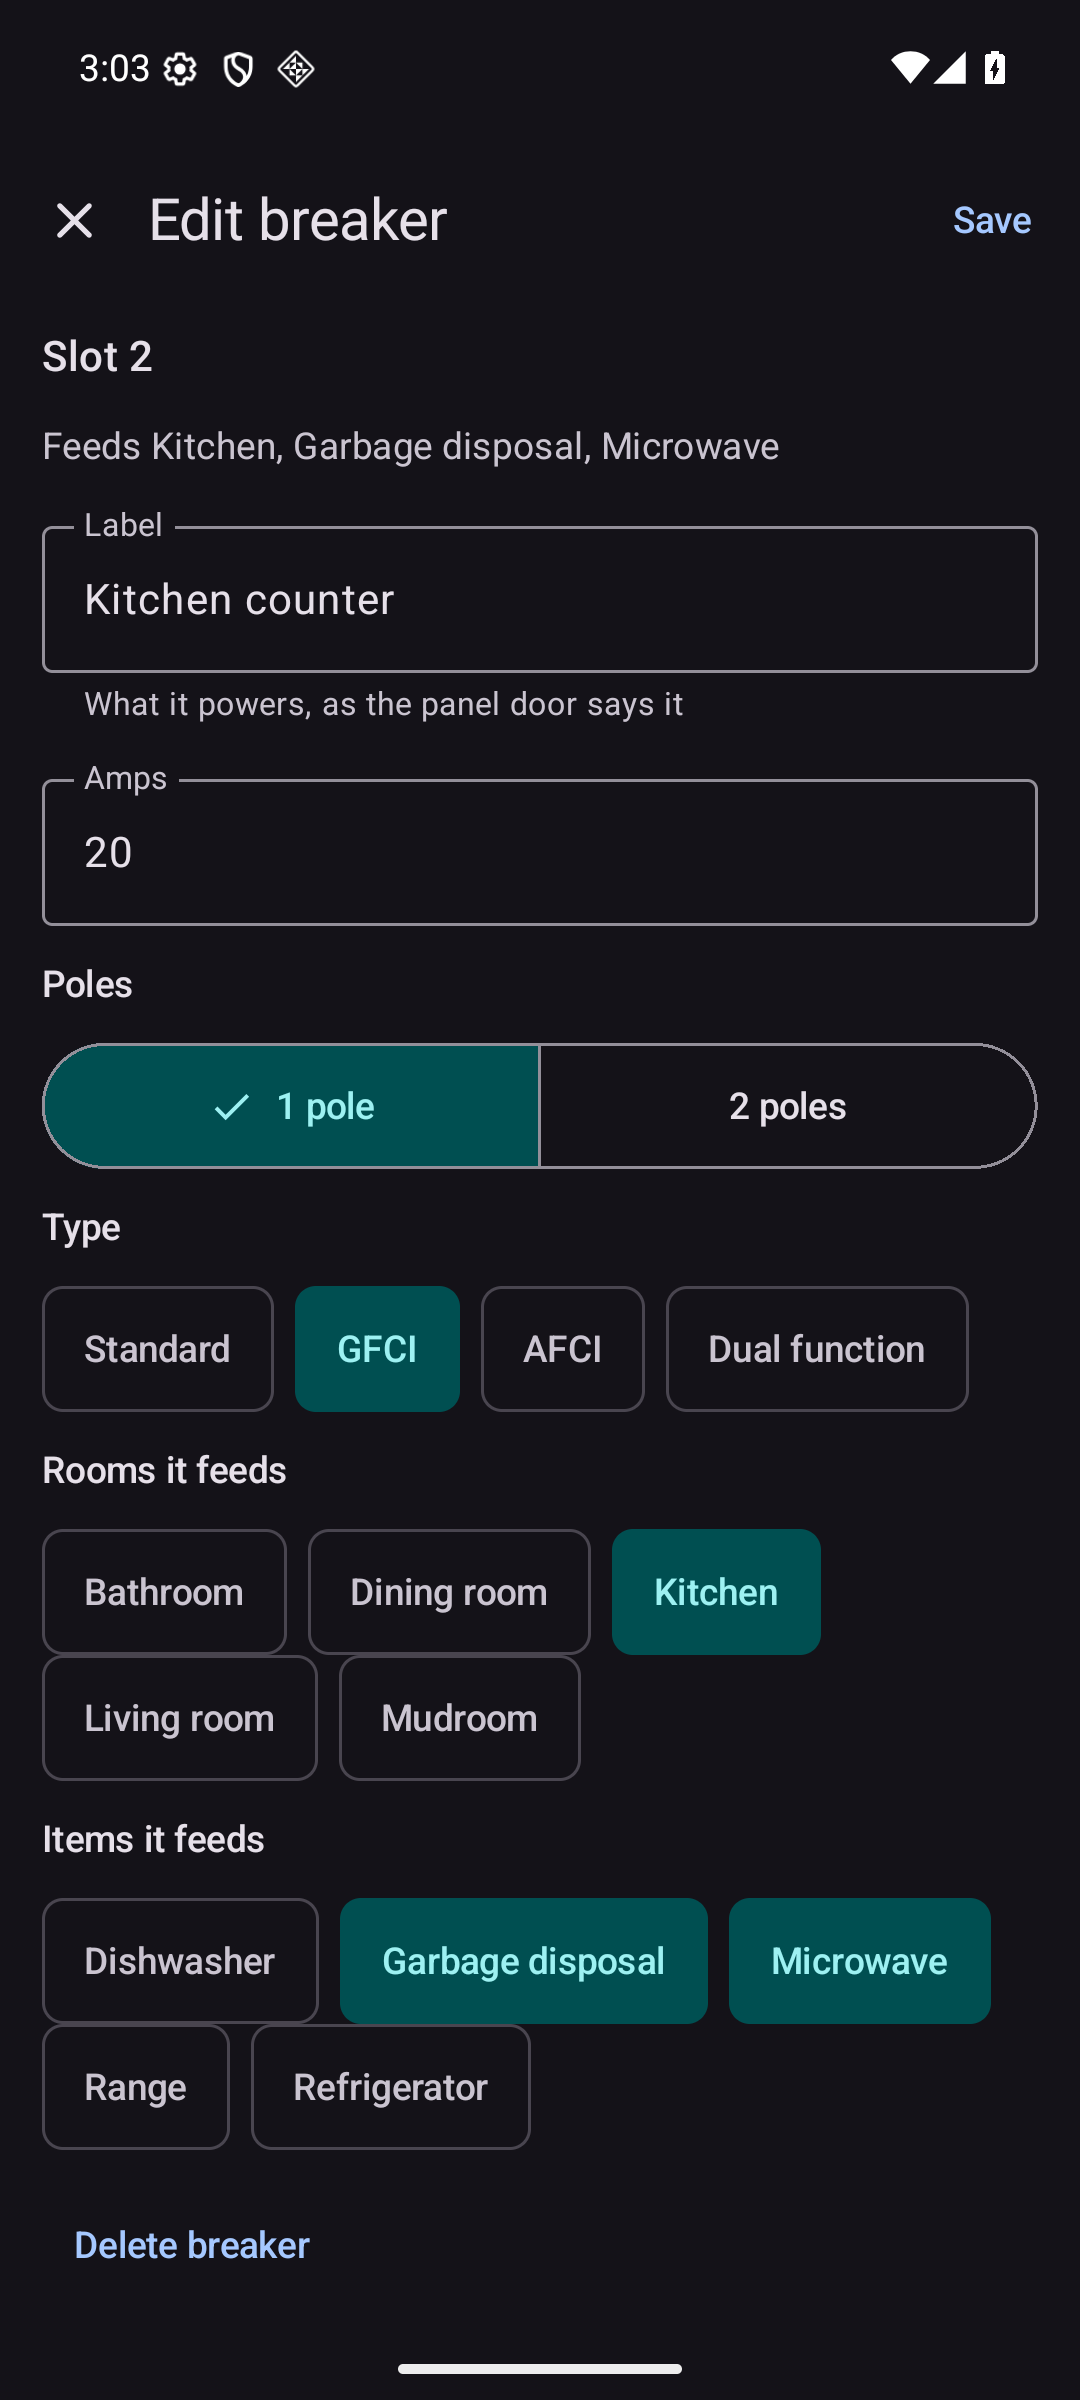 3:03
Edit breaker
Save
Slot 2
Feeds Kitchen, Garbage disposal, Microwave
Label
Kitchen counter
What it powers, as the panel door says it
Amps
20
Poles
1 pole
2 poles
Type
Standard
GFCI
AFCI
Dual function
Rooms it feeds
Bathroom
Dining room
Kitchen
Living room
Mudroom
Items it feeds
Dishwasher
Garbage disposal
Microwave
Range
Refrigerator
Delete breaker